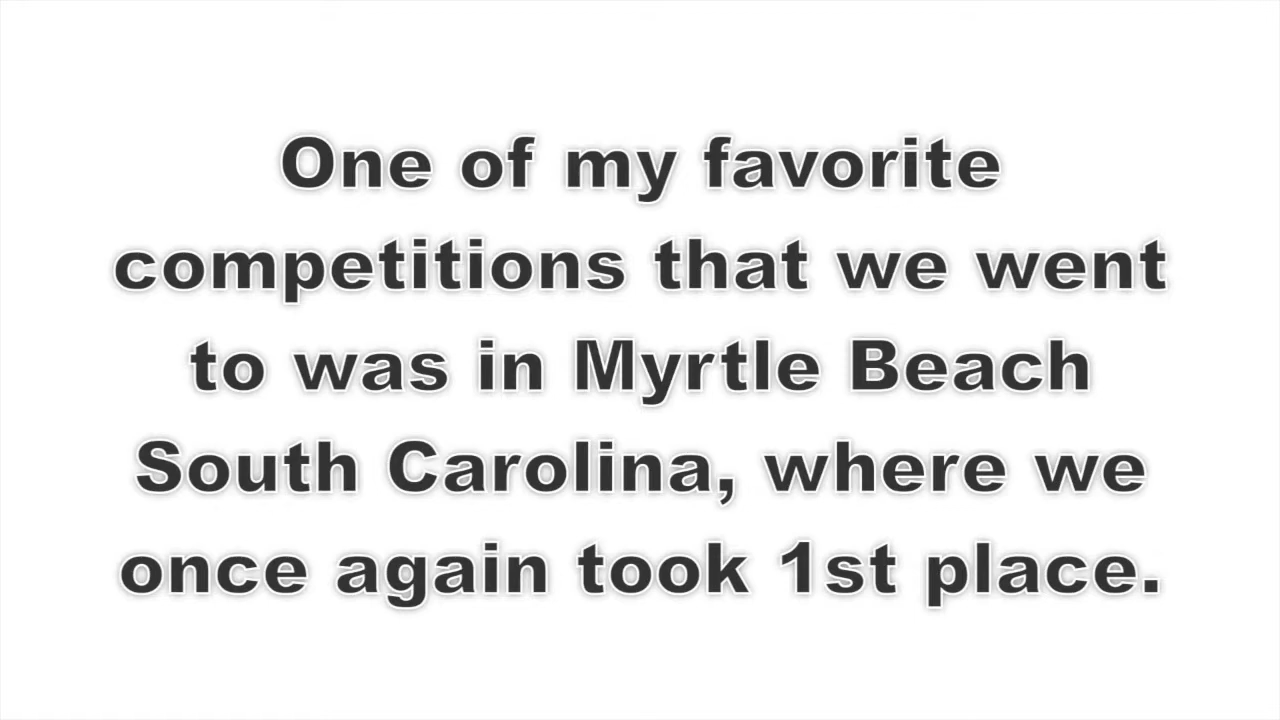 One of my favorite
competitions that we went
to was in Myrtle Beach
South Carolina, where we
once again took 1st place.